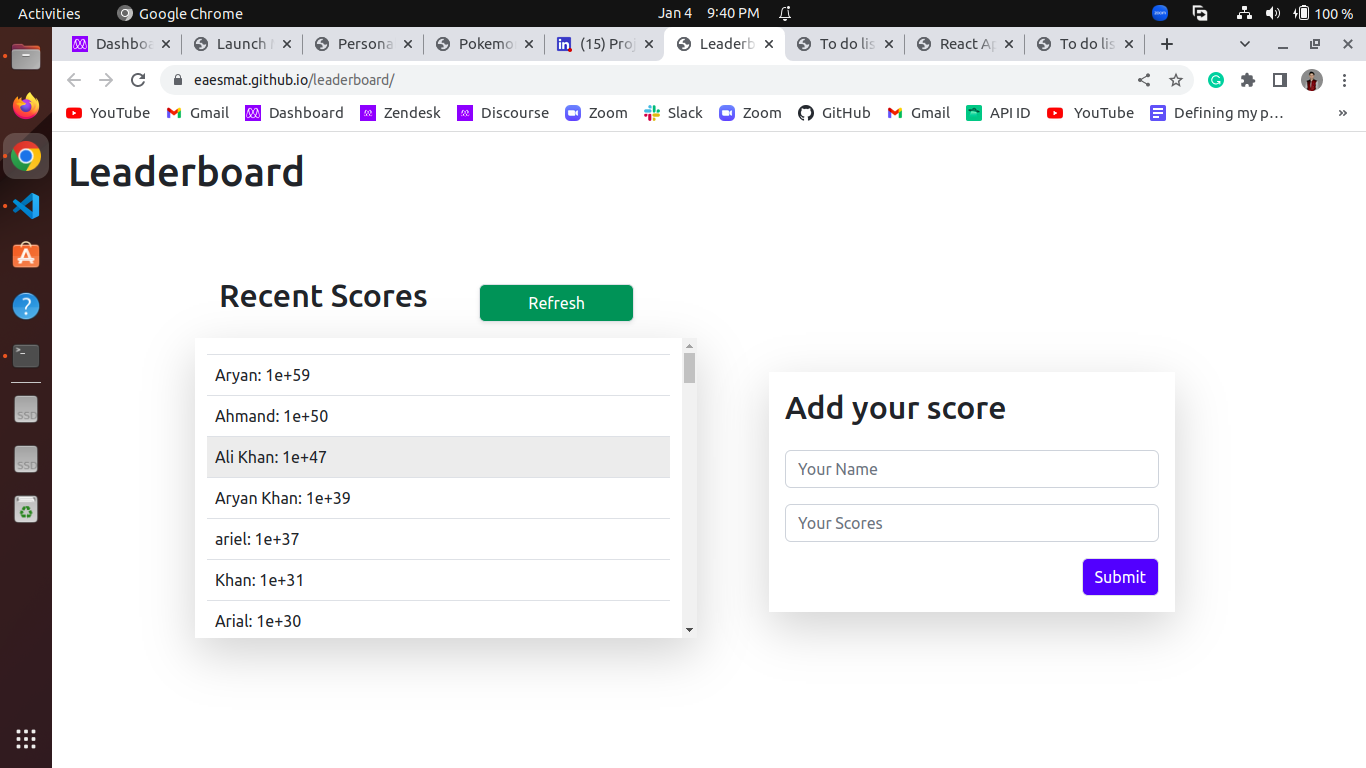 Activities Google Chrome Jan 4 9:40 PM zoom 100 %
Dashboa Launch Persona Pokemo (15) Pro Leaderb To do lis React Ap To do lis
eaesmat.github.io/leaderboard/
YouTube Gmail Dashboard Zendesk Discourse Zoom Slack Zoom GitHub Gmail API ID YouTube Defining my p… »
Leaderboard
Recent Scores Refresh
Aryan: 1e+59
Ahmand: 1e+50
Ali Khan: 1e+47
Aryan Khan: 1e+39
ariel: 1e+37
Khan: 1e+31
Arial: 1e+30
Add your score
Your Name
Your Scores
Submit
SSD
SSD